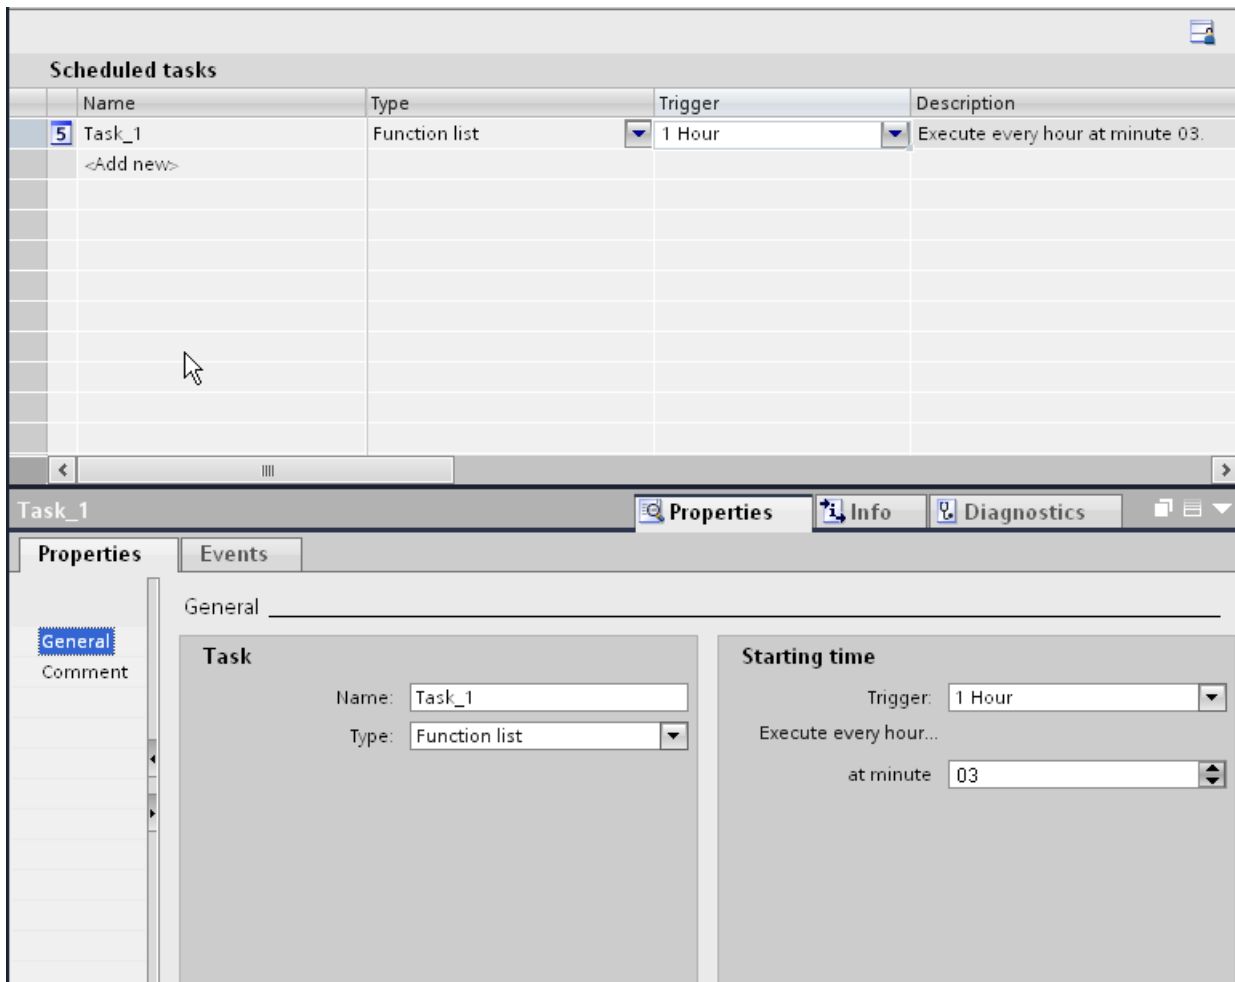 Scheduled tasks
Name Type Trigger Description
5 Task_1 Function list 1 Hour Execute every hour at minute 03.
<Add new>
Task_1 Properties Info Diagnostics
Properties Events
General
General
Comment
Task
Name: Task_1
Type: Function list
Starting time
Trigger: 1 Hour
Execute every hour...
at minute 03